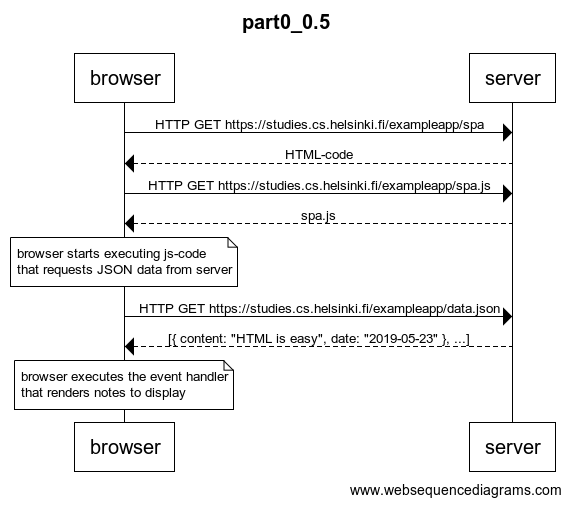 part0_0.5
browser
server
HTTP GET https://studies.cs.helsinki.fi/exampleapp/spa
HTML-code
HTTP GET https://studies.cs.helsinki.fi/exampleapp/spa.js
spa.js
browser starts executing js-code
that requests JSON data from server
HTTP GET https://studies.cs.helsinki.fi/exampleapp/data.json
[{ content: "HTML is easy", date: "2019-05-23" }, ...]
browser executes the event handler
that renders notes to display
browser
server
www.websequencediagrams.com